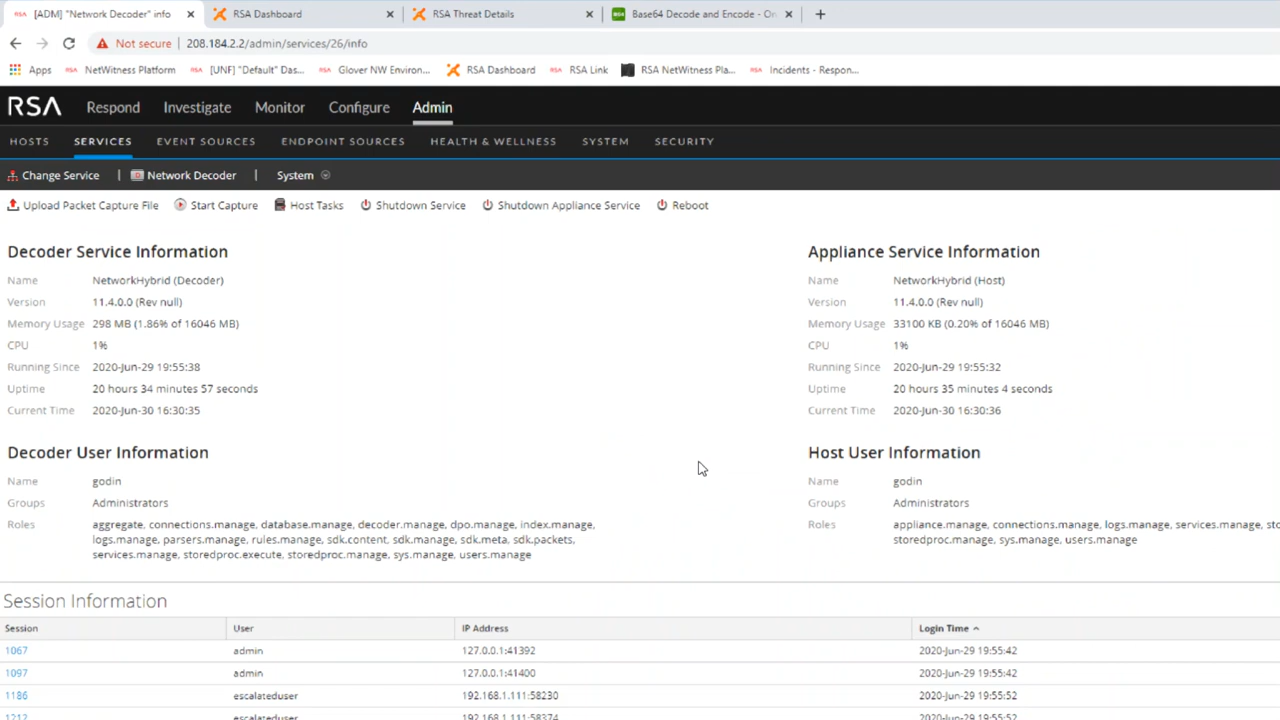 [ADM] "Network Decoder" info
RSA Dashboard
RSA Threat Details
Base64 Decode and Encode - On
Not secure | 208.184.2.2/admin/services/26/info
Apps
NetWitness Platform
[UNF] "Default" Das...
Glover NW Environ...
RSA Dashboard
RSA Link
RSA NetWitness Pla...
Incidents - Respon...
RSA Respond Investigate Monitor Configure Admin
HOSTS SERVICES EVENT SOURCES ENDPOINT SOURCES HEALTH & WELLNESS SYSTEM SECURITY
Change Service | Network Decoder | System
Upload Packet Capture File Start Capture Host Tasks Shutdown Service Shutdown Appliance Service Reboot
Decoder Service Information
Name NetworkHybrid (Decoder)
Version 11.4.0.0 (Rev null)
Memory Usage 298 MB (1.86% of 16046 MB)
CPU 1%
Running Since 2020-Jun-29 19:55:38
Uptime 20 hours 34 minutes 57 seconds
Current Time 2020-Jun-30 16:30:35
Appliance Service Information
Name NetworkHybrid (Host)
Version 11.4.0.0 (Rev null)
Memory Usage 33100 KB (0.20% of 16046 MB)
CPU 1%
Running Since 2020-Jun-29 19:55:32
Uptime 20 hours 35 minutes 4 seconds
Current Time 2020-Jun-30 16:30:36
Decoder User Information
Name godin
Groups Administrators
Roles aggregate, connections.manage, database.manage, decoder.manage, dpo.manage, index.manage,
logs.manage, parsers.manage, rules.manage, sdk.content, sdk.manage, sdk.meta, sdk.packets,
services.manage, storedproc.execute, storedproc.manage, sys.manage, users.manage
Host User Information
Name godin
Groups Administrators
Roles appliance.manage, connections.manage, logs.manage, services.manage, sto
storedproc.manage, sys.manage, users.manage
Session Information
Session User IP Address Login Time
1067 admin 127.0.0.1:41392 2020-Jun-29 19:55:42
1097 admin 127.0.0.1:41400 2020-Jun-29 19:55:42
1186 escalateduser 192.168.1.111:58230 2020-Jun-29 19:55:52
1212 escalateduser 192.168.1.111:58374 2020-Jun-29 19:55:52